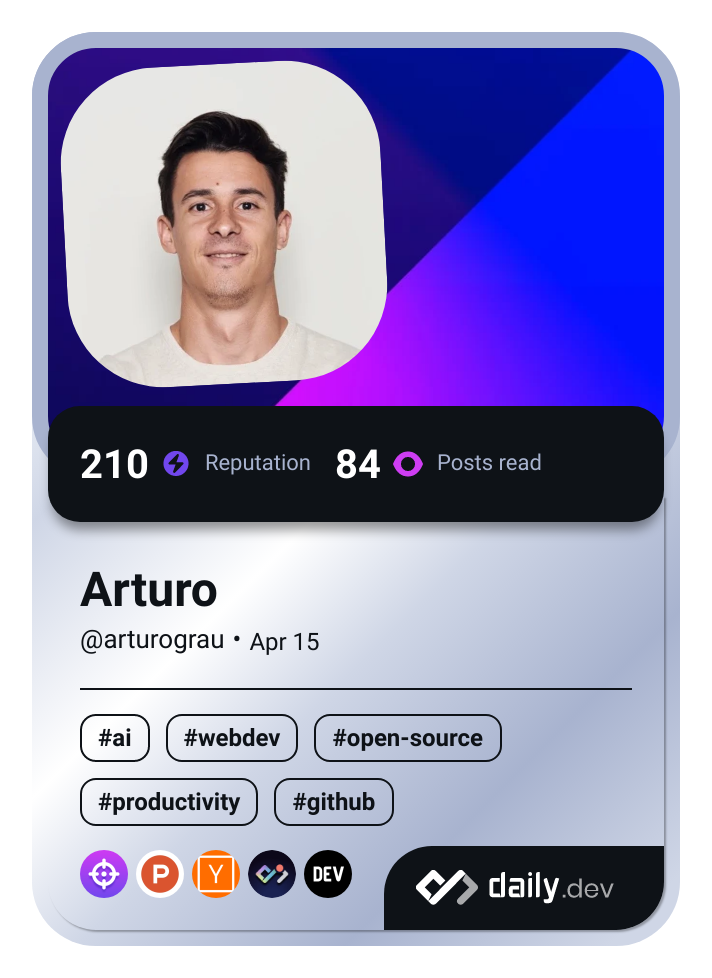 210 Reputation 84 Posts read
Arturo
@arturograu • Apr 15
#ai #webdev #open-source
#productivity #github
P Y DEV
daily.dev